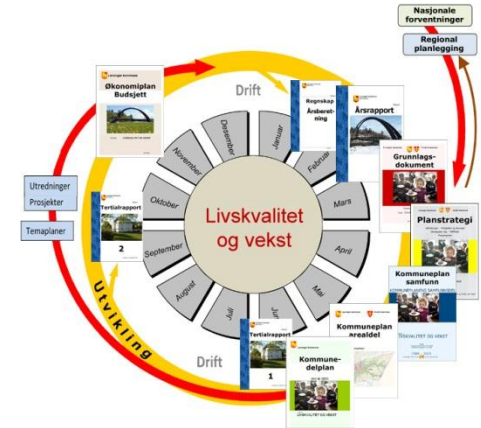 Nasjonale
forventninger
Regional
planlegging
Økonomiplan
Budsjett
Drift
Regnskap
Årsberet-
ning
Årsrapport
Grunnlags-
dokument
Planstrategi
Kommuneplan
samfunn
Kommuneplan
arealdel
Kommune-
delplan
Tertialrapport
1
Drift
Tertialrapport
2
Utredninger
Prosjekter
Temaplaner
Utvikling
Januar
Februar
Mars
April
Mai
Juli
August
September
Oktober
November
Desember
Livskvalitet
og vekst